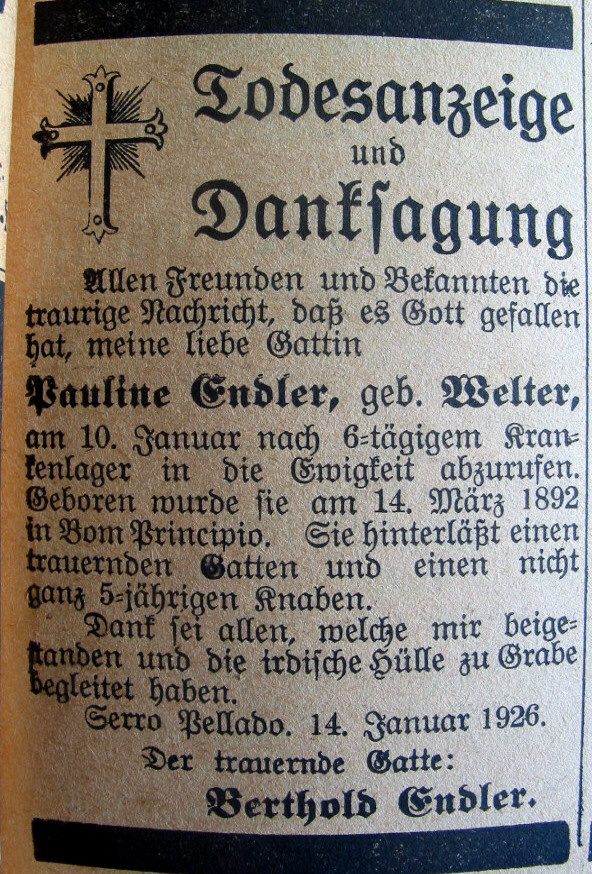 Todesanzeige
und
Dankſagung
Allen Freunden und Bekannten die
traurige Nachricht, daß es Gott gefallen
hat, meine liebe Gattin
Pauline Endler, geb. Welter,
am 10. Januar nach 6-tägigem Kran-
kenlager in die Ewigkeit abzurufen.
Geboren wurde ſie am 14. März 1892
in Bom Principio. Sie hinterläßt einen
trauernden Gatten und einen nicht
ganz 5-jährigen Knaben.
Dank ſei allen, welche mir beige-
ſtanden und die irdiſche Hülle zu Grabe
begleitet haben.
Serro Pellado. 14. Januar 1926.
Der trauernde Gatte:
Berthold Endler.